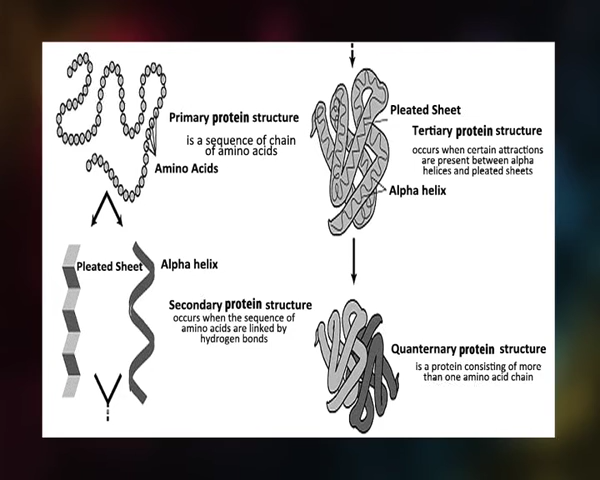 Primary protein structure
is a sequence of chain
of amino acids
Amino Acids
Pleated Sheet
Alpha helix
Secondary protein structure
occurs when the sequence of
amino acids are linked by
hydrogen bonds
Pleated Sheet
Tertiary protein structure
occurs when certain attractions
are present between alpha
helices and pleated sheets
Alpha helix
Quanternary protein structure
is a protein consisting of more
than one amino acid chain